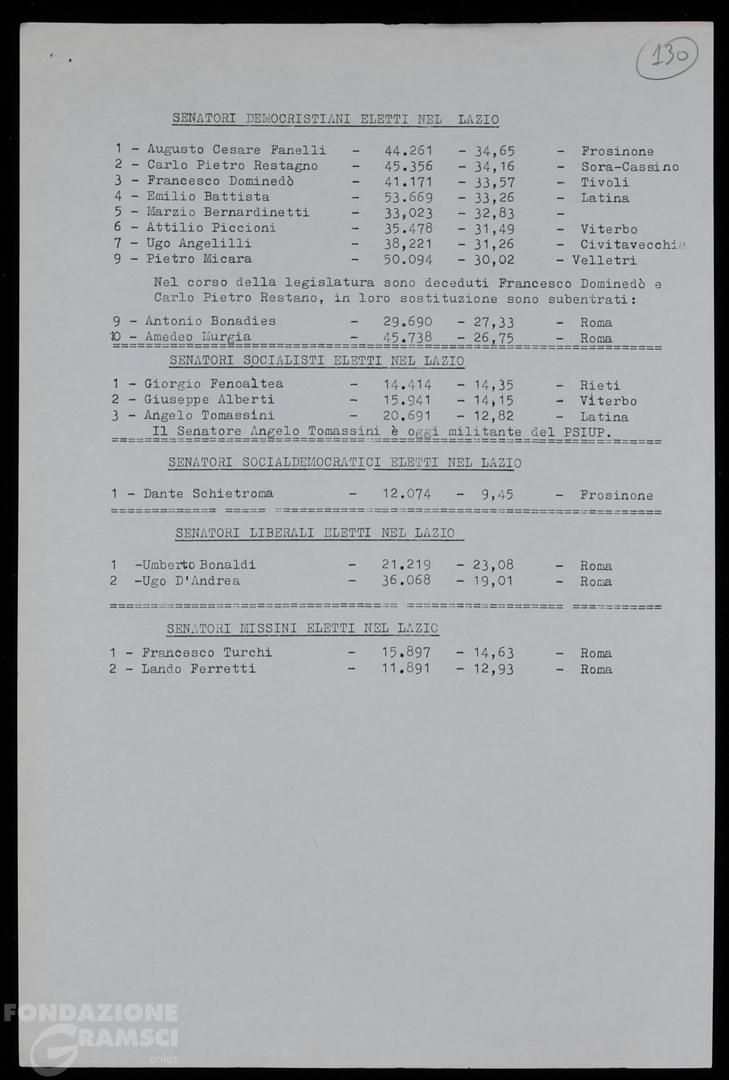 130
SENATORI DEMOCRISTIANI ELETTI NEL LAZIO
1 - Augusto Cesare Fanelli - 44.261 - 34,65 - Frosinone
2 - Carlo Pietro Restagno - 45.356 - 34,16 - Sora-Cassino
3 - Francesco Dominedò - 41.171 - 33,57 - Tivoli
4 - Emilio Battista - 53.669 - 33,26 - Latina
5 - Marzio Bernardinetti - 33,023 - 32,83 -
6 - Attilio Piccioni - 35.478 - 31,49 - Viterbo
7 - Ugo Angelilli - 38,221 - 31,26 - Civitavecchia
9 - Pietro Micara - 50.094 - 30,02 - Velletri
Nel corso della legislatura sono deceduti Francesco Dominedò e
Carlo Pietro Restano, in loro sostituzione sono subentrati:
9 - Antonio Bonadies - 29.690 - 27,33 - Roma
10 - Amedeo Murgia - 45.738 - 26,75 - Roma
SENATORI SOCIALISTI ELETTI NEL LAZIO
1 - Giorgio Fenoaltea - 14.414 - 14,35 - Rieti
2 - Giuseppe Alberti - 15.941 - 14,15 - Viterbo
3 - Angelo Tomassini - 20.691 - 12,82 - Latina
Il Senatore Angelo Tomassini è oggi militante del PSIUP.
SENATORI SOCIALDEMOCRATICI ELETTI NEL LAZIO
1 - Dante Schietroma - 12.074 - 9,45 - Frosinone
SENATORI LIBERALI ELETTI NEL LAZIO
1 -Umberto Bonaldi - 21.219 - 23,08 - Roma
2 -Ugo D'Andrea - 36.068 - 19,01 - Roma
SENATORI MISSINI ELETTI NEL LAZIO
1 - Francesco Turchi - 15.897 - 14,63 - Roma
2 - Lando Ferretti - 11.891 - 12,93 - Roma
FONDAZIONE
GRAMSCI
onlus